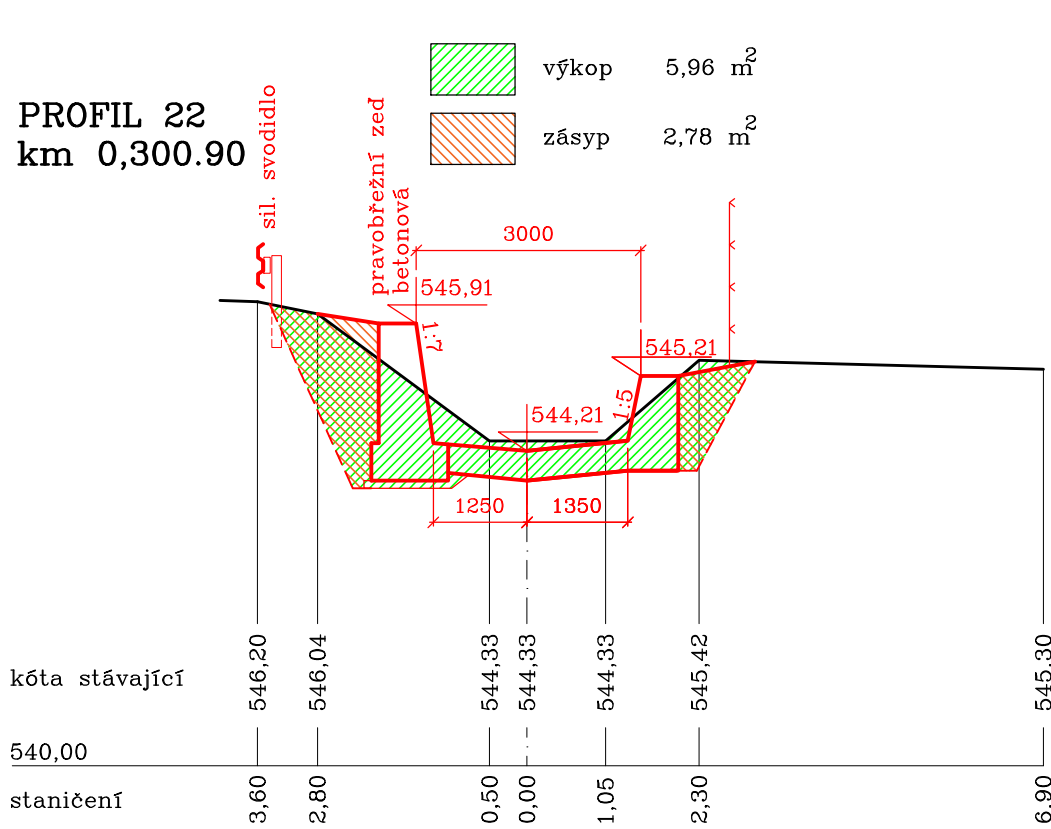 výkop 5,96 m2
PROFIL 22
km 0,300.90
zásyp 2,78 m2
sil. svodidlo
pravobřežní zeď
betonová
3000
545,91
1:7
545,21
1:5
544,21
1250
1350
kóta stávající
546,20
546,04
544,33
544,33
544,33
545,42
545.30
540,00
staničení
3,60
2,80
0,50
0,00
1,05
2,30
6.90